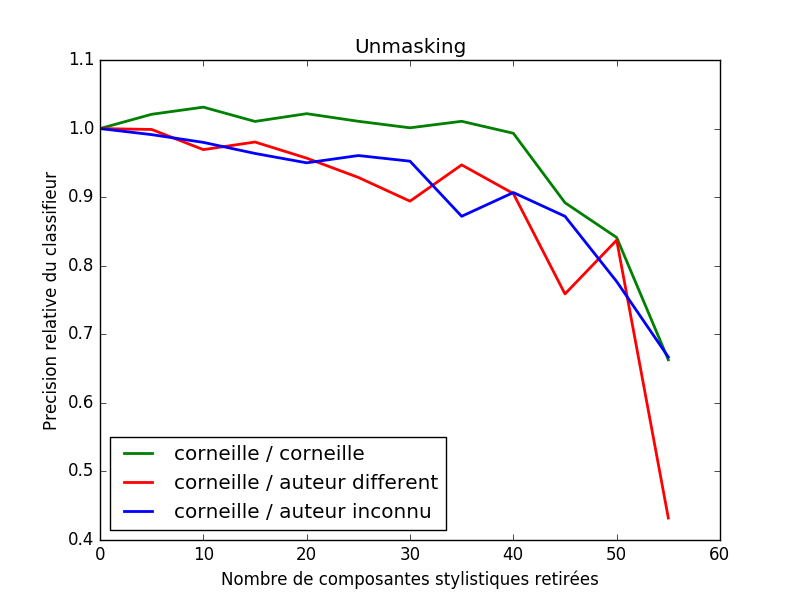 Unmasking
1.1
1.0
0.9
0.8
0.7
0.6
0.5
0.4
Precision relative du classifieur
corneille / corneille
corneille / auteur different
corneille / auteur inconnu
0 10 20 30 40 50 60
Nombre de composantes stylistiques retirées